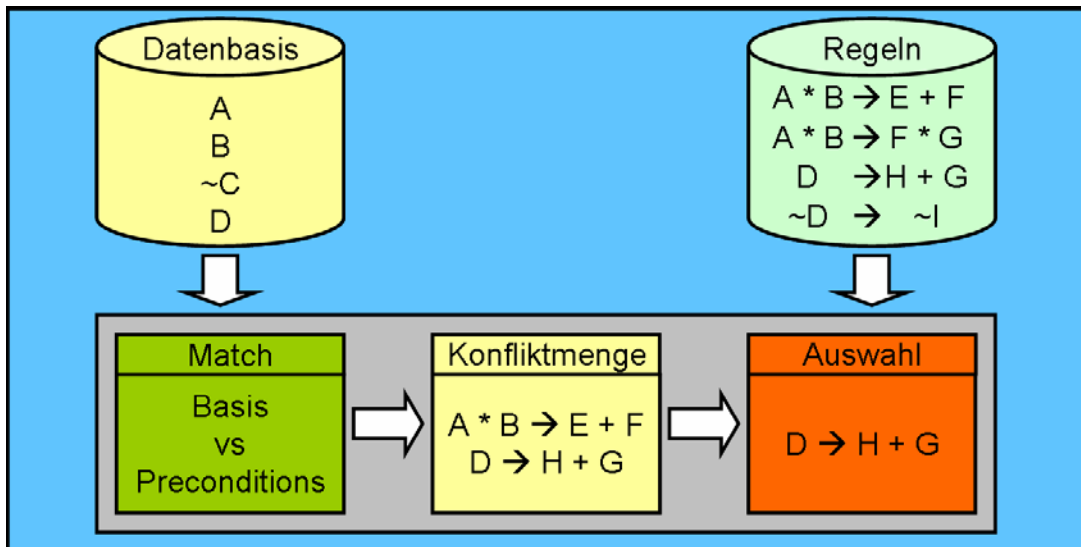 Datenbasis
A
B
~C
D
Regeln
A * B → E + F
A * B → F * G
D → H + G
~D → ~I
Match
Basis
vs
Preconditions
Konfliktmenge
A * B → E + F
D → H + G
Auswahl
D → H + G